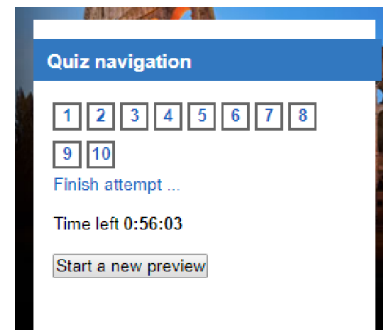 Quiz navigation
1 2 3 4 5 6 7 8
9 10
Finish attempt ...
Time left 0:56:03
Start a new preview